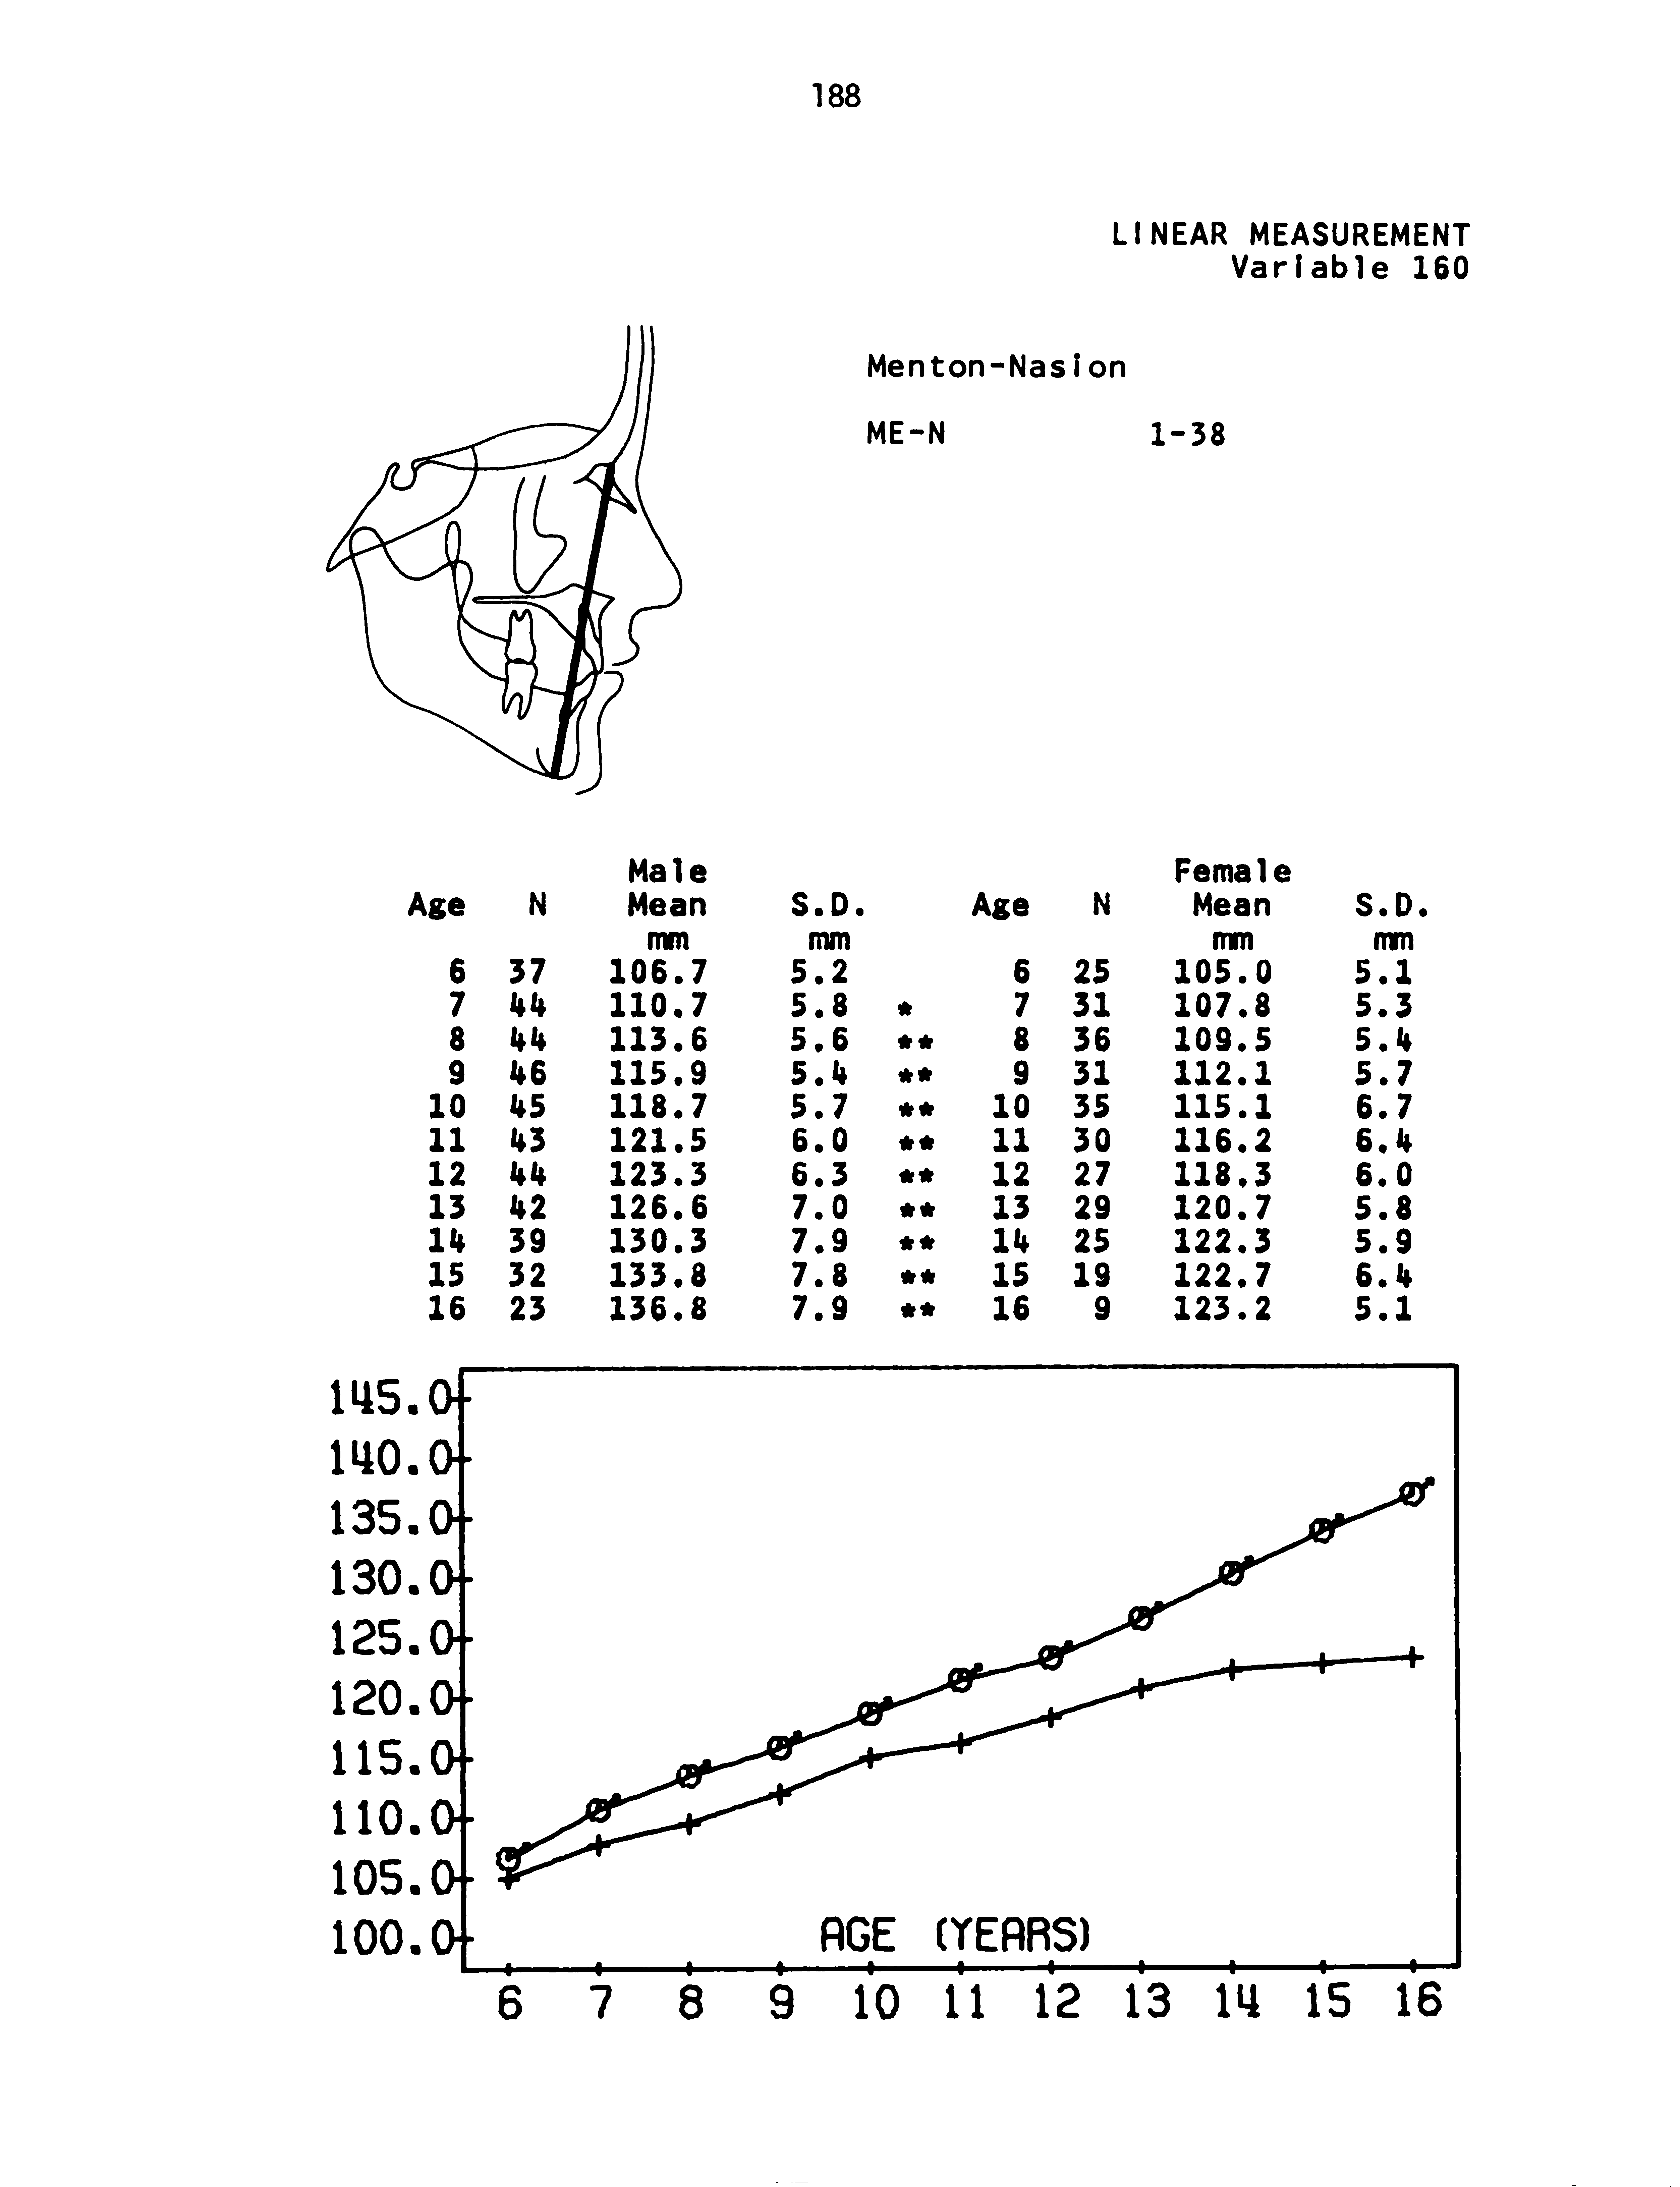 188
LINEAR MEASUREMENT
Variable 160
Menton-Nasion
ME-N 1-38
Male Female
Age N Mean S.D. Age N Mean S.D.
mm mm mm mm
6 37 106.7 5.2 6 25 105.0 5.1
7 44 110.7 5.8 * 7 31 107.8 5.3
8 44 113.6 5.6 ** 8 36 109.5 5.4
9 46 115.9 5.4 ** 9 31 112.1 5.7
10 45 118.7 5.7 ** 10 35 115.1 6.7
11 43 121.5 6.0 ** 11 30 116.2 6.4
12 44 123.3 6.3 ** 12 27 118.3 6.0
13 42 126.6 7.0 ** 13 29 120.7 5.8
14 39 130.3 7.9 ** 14 25 122.3 5.9
15 32 133.8 7.8 ** 15 19 122.7 6.4
16 23 136.8 7.9 ** 16 9 123.2 5.1
145.0
140.0
135.0
130.0
125.0
120.0
115.0
110.0
105.0
100.0
AGE (YEARS)
6 7 8 9 10 11 12 13 14 15 16